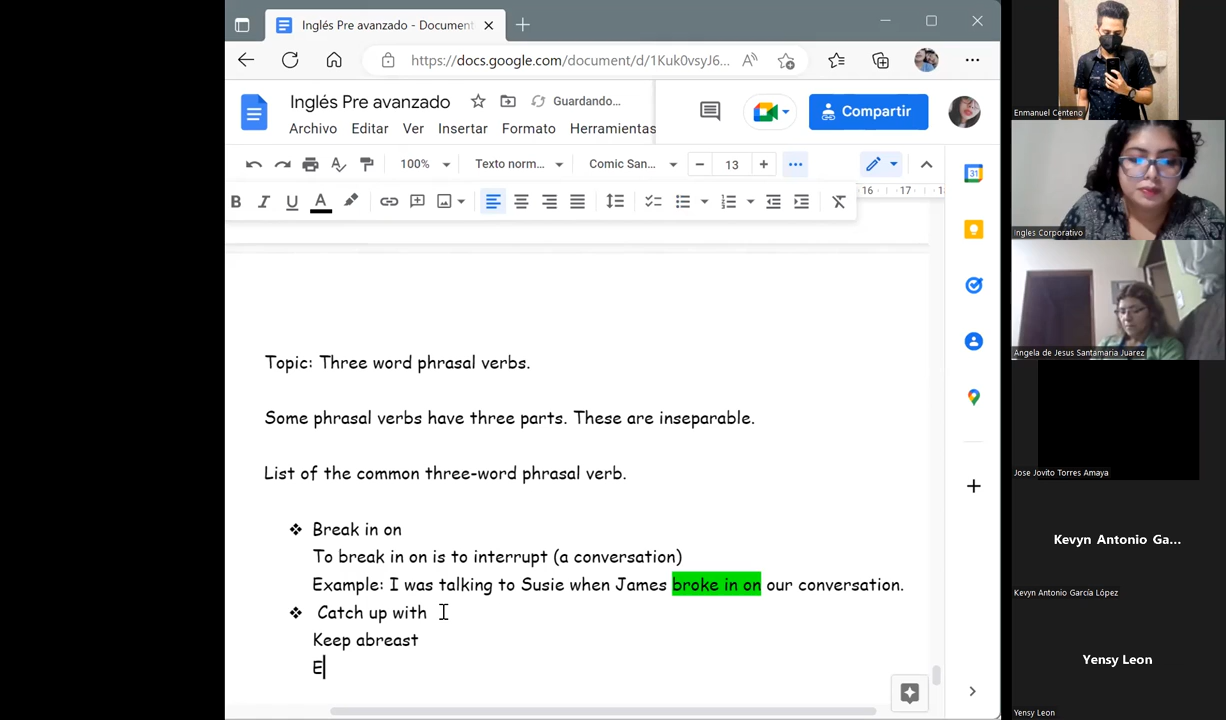 Inglés Pre avanzado - Document
https://docs.google.com/document/d/1Kuk0vsyJ6...
Inglés Pre avanzado
Guardando...
Compartir
Archivo Editar Ver Insertar Formato Herramientas
100% Texto norm... Comic San... 13
16 17 18
31
Topic: Three word phrasal verbs.
Some phrasal verbs have three parts. These are inseparable.
List of the common three-word phrasal verb.
Break in on
To break in on is to interrupt (a conversation)
Example: I was talking to Susie when James broke in on our conversation.
Catch up with
Keep abreast
E
Enmanuel Centeno
Ingles Corporativo
Angela de Jesus Santamaria Juarez
Jose Jovito Torres Amaya
Kevyn Antonio Ga...
Kevyn Antonio García López
Yensy Leon
Yensy Leon